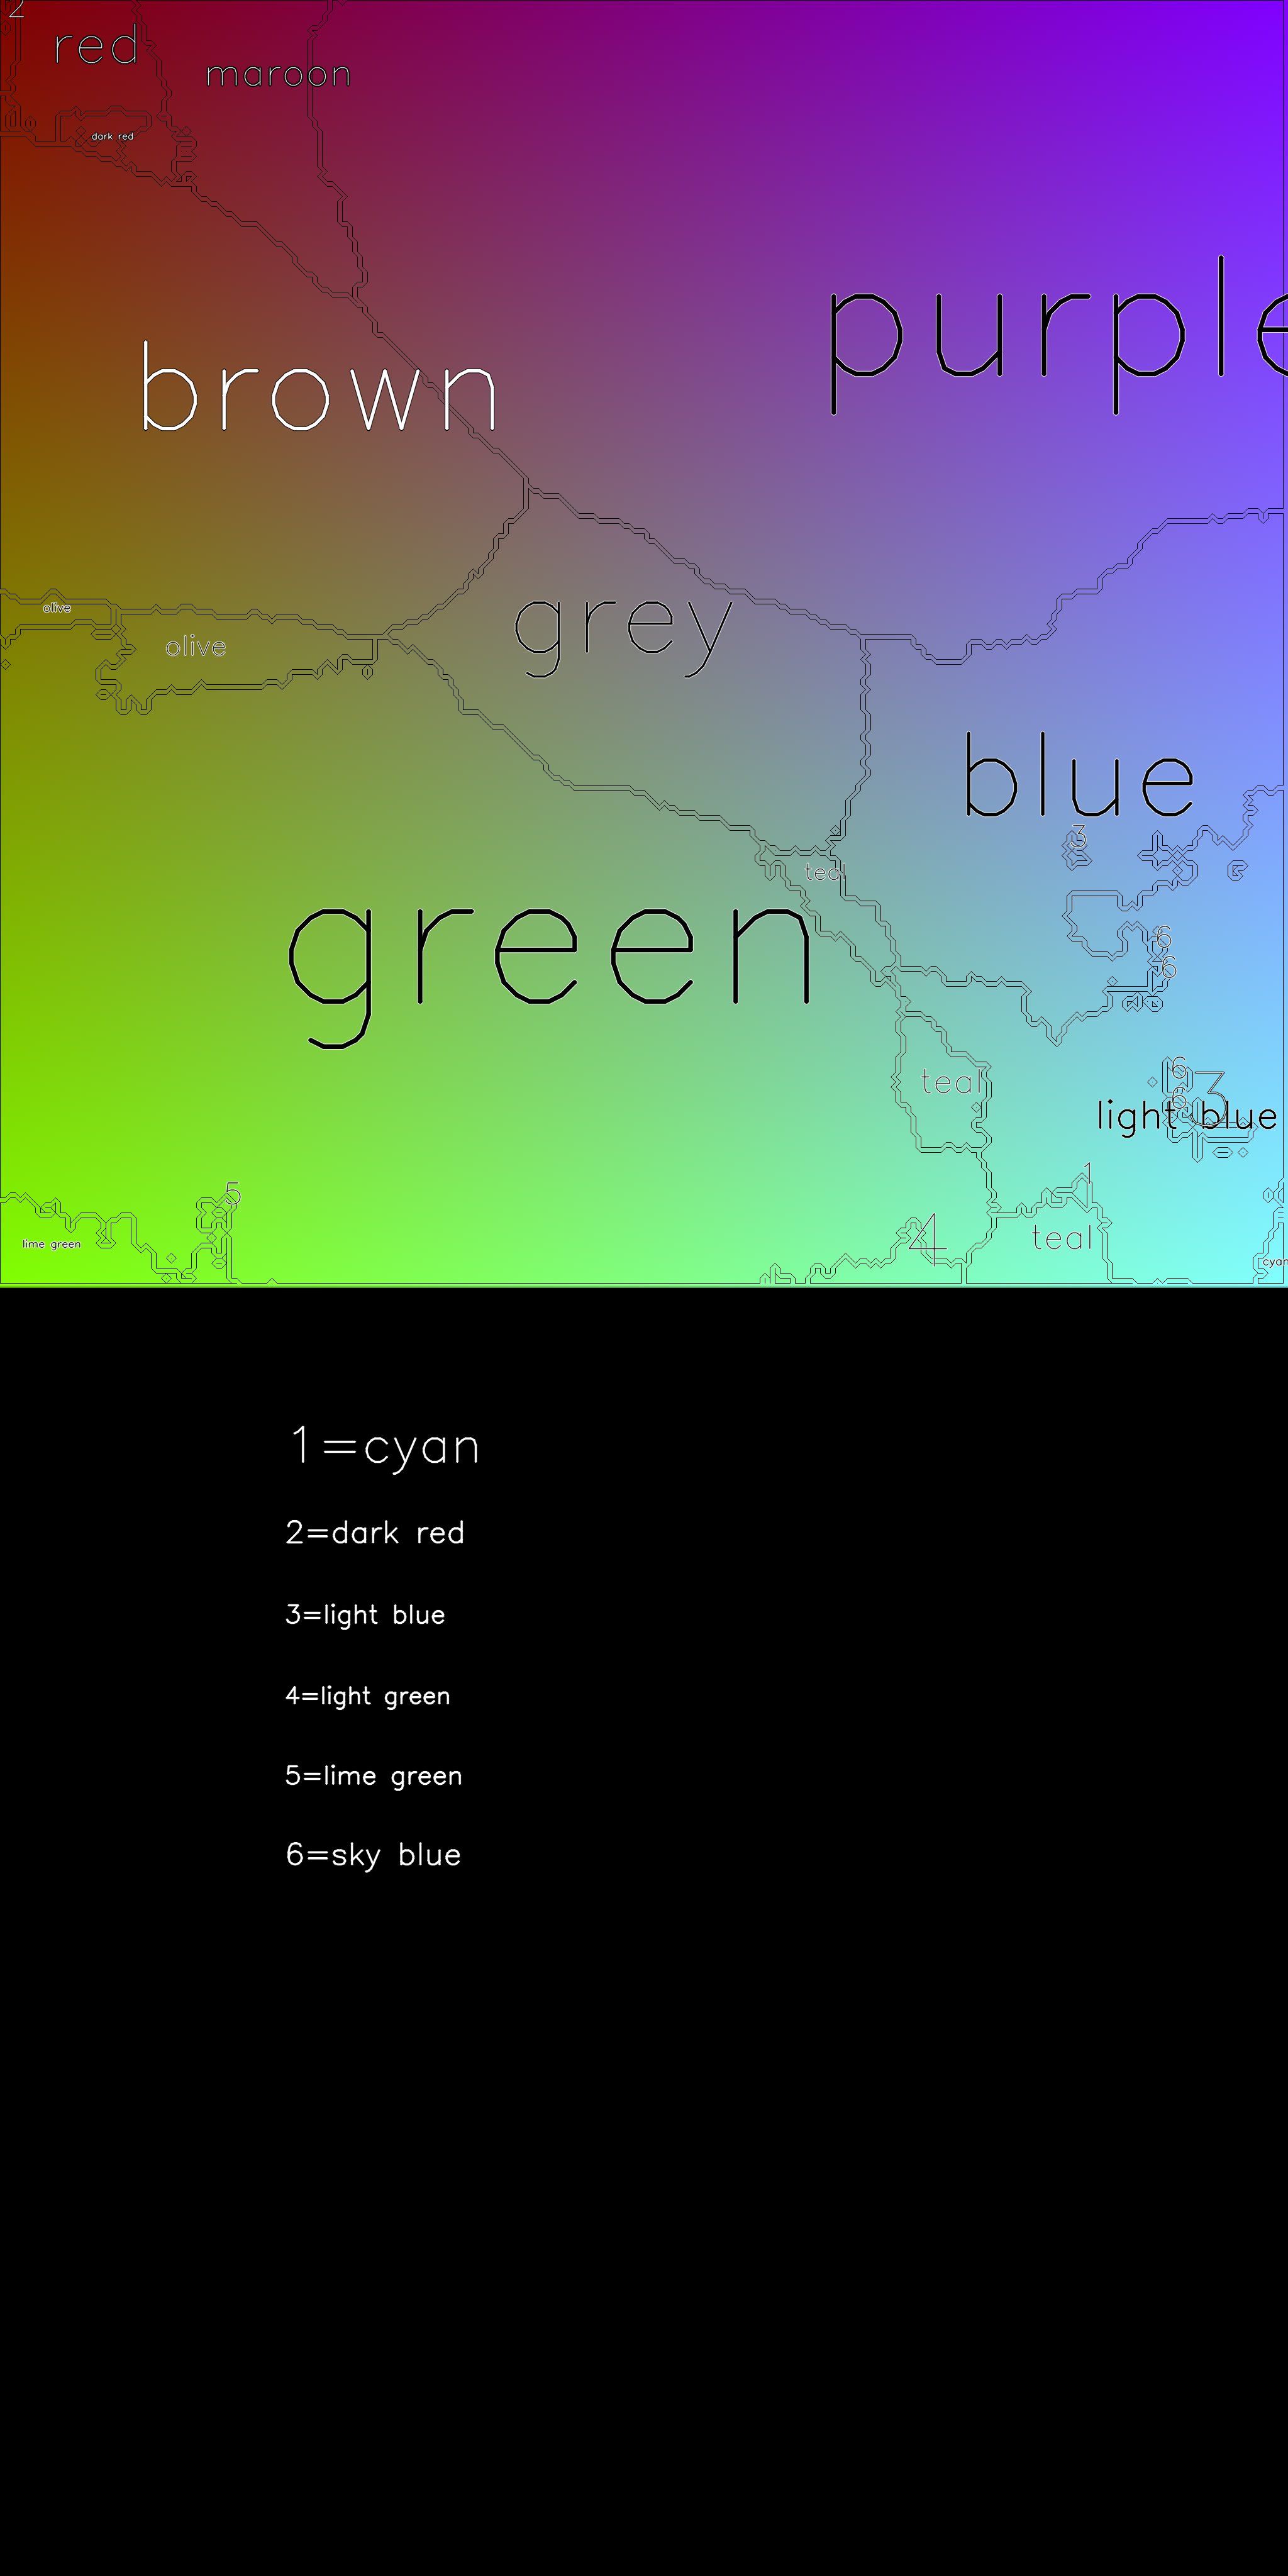 2
red
maroon
dark red
purple
brown
olive
grey
olive
blue
3
teal
green
6
6
6
teal
6
3
light blue
1
5
4
teal
lime green
cyan
1=cyan
2=dark red
3=light blue
4=light green
5=lime green
6=sky blue